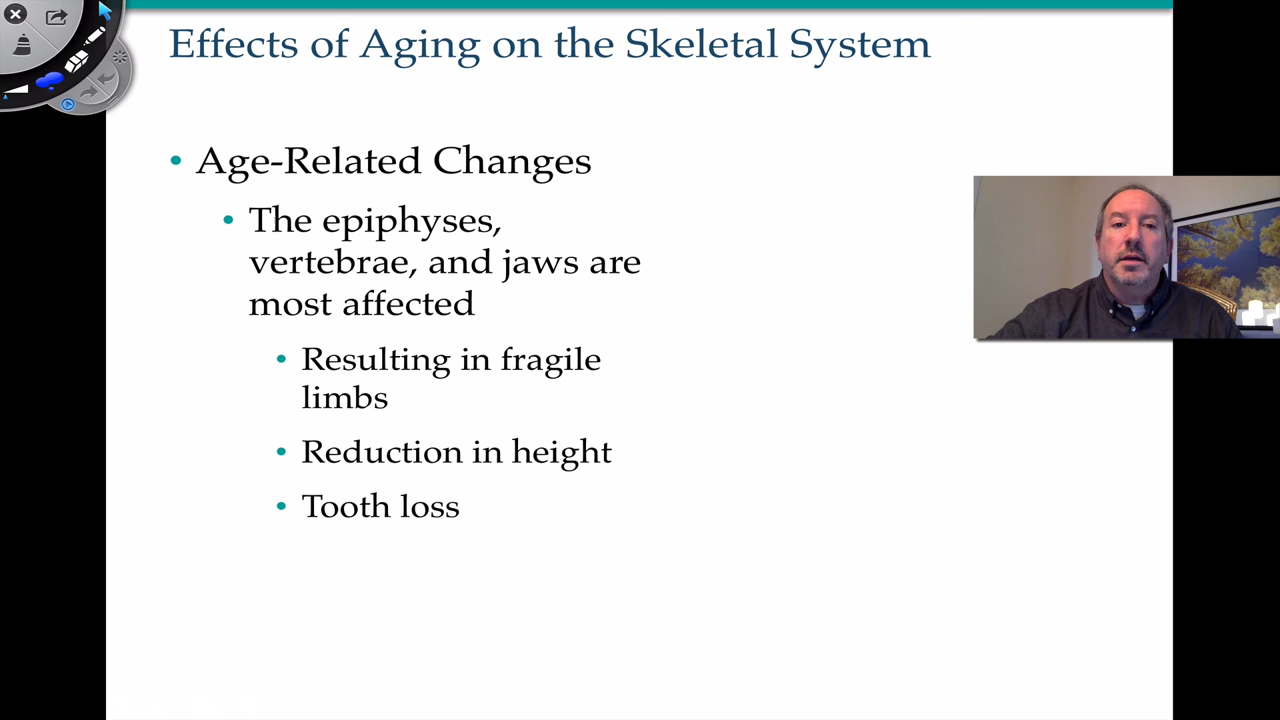 Effects of Aging on the Skeletal System
• Age-Related Changes
• The epiphyses,
vertebrae, and jaws are
most affected
• Resulting in fragile
limbs
• Reduction in height
• Tooth loss